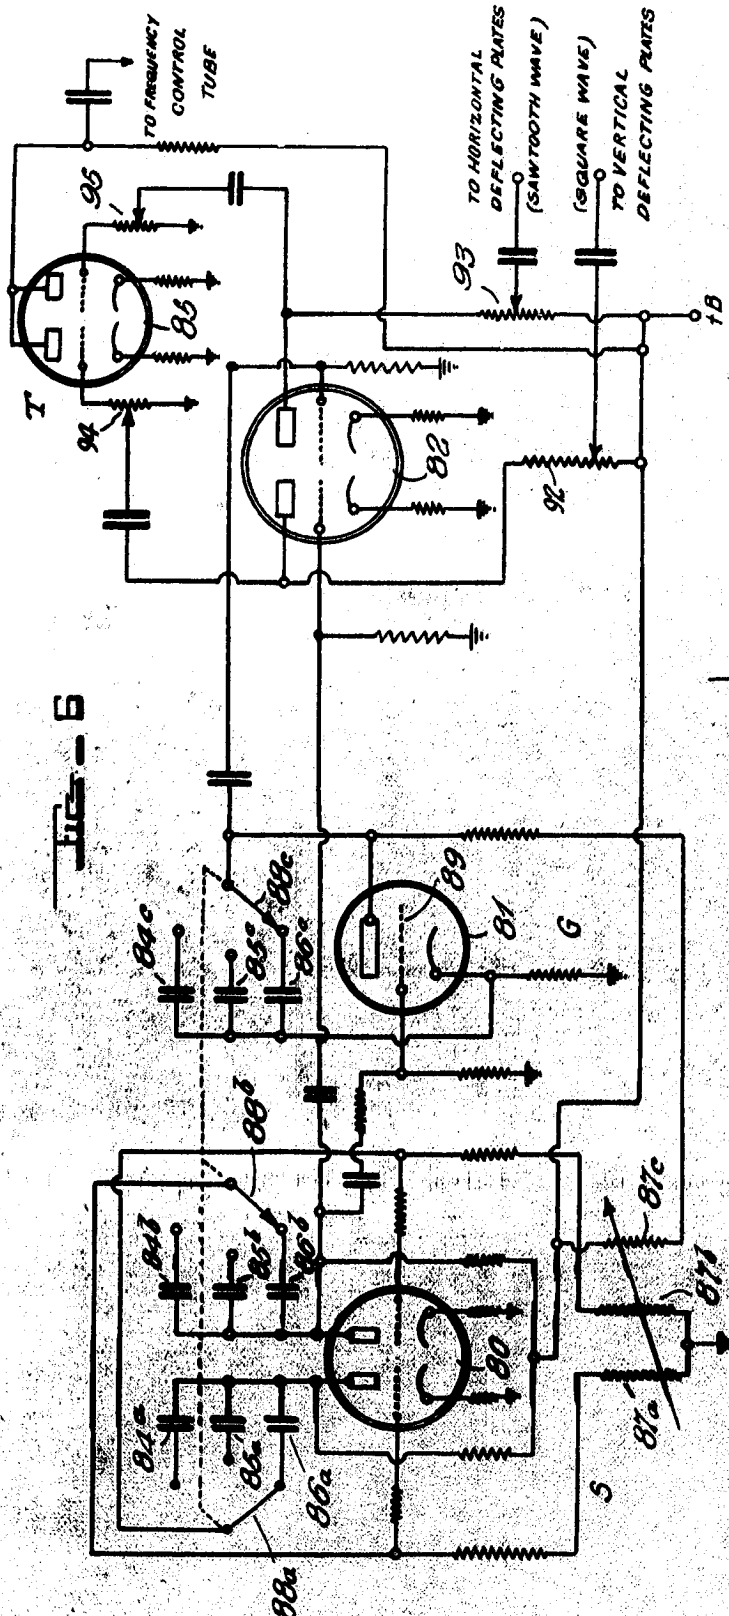 FIG.- 6
TO FREQUENCY
CONTROL
TUBE
TO HORIZONTAL
DEFLECTING PLATES
(SAWTOOTH WAVE)
(SQUARE WAVE)
TO VERTICAL
DEFLECTING PLATES
+B
T
94
95
83
82
93
92
84c
85c
86c
88c
89
81
G
84b
85b
86b
88b
84a
85a
86a
88a
80
87a
87b
87c
S